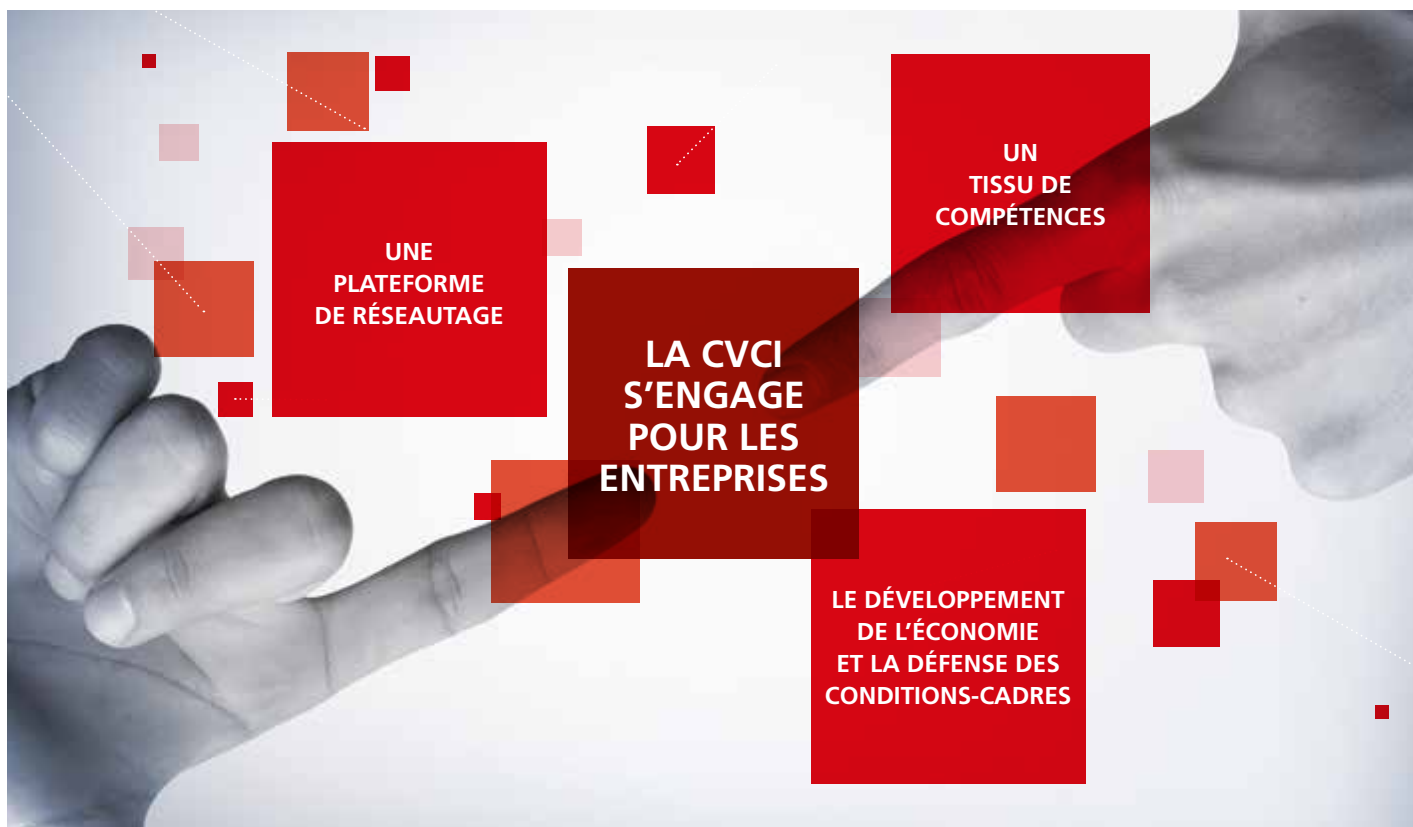 UNE
PLATEFORME
DE RÉSEAUTAGE
UN
TISSU DE
COMPÉTENCES
LA CVCI
S’ENGAGE
POUR LES
ENTREPRISES
LE DÉVELOPPEMENT
DE L’ÉCONOMIE
ET LA DÉFENSE DES
CONDITIONS-CADRES